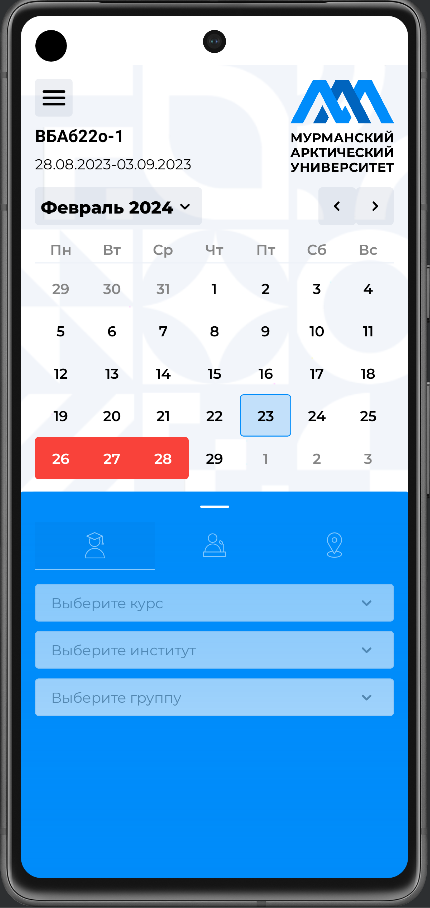 ВБАб22о-1
28.08.2023-03.09.2023
МУРМАНСКИЙ
АРКТИЧЕСКИЙ
УНИВЕРСИТЕТ
Февраль 2024
Пн Вт Ср Чт Пт Сб Вс
29 30 31 1 2 3 4
5 6 7 8 9 10 11
12 13 14 15 16 17 18
19 20 21 22 23 24 25
26 27 28 29 1 2 3
Выберите курс
Выберите институт
Выберите группу